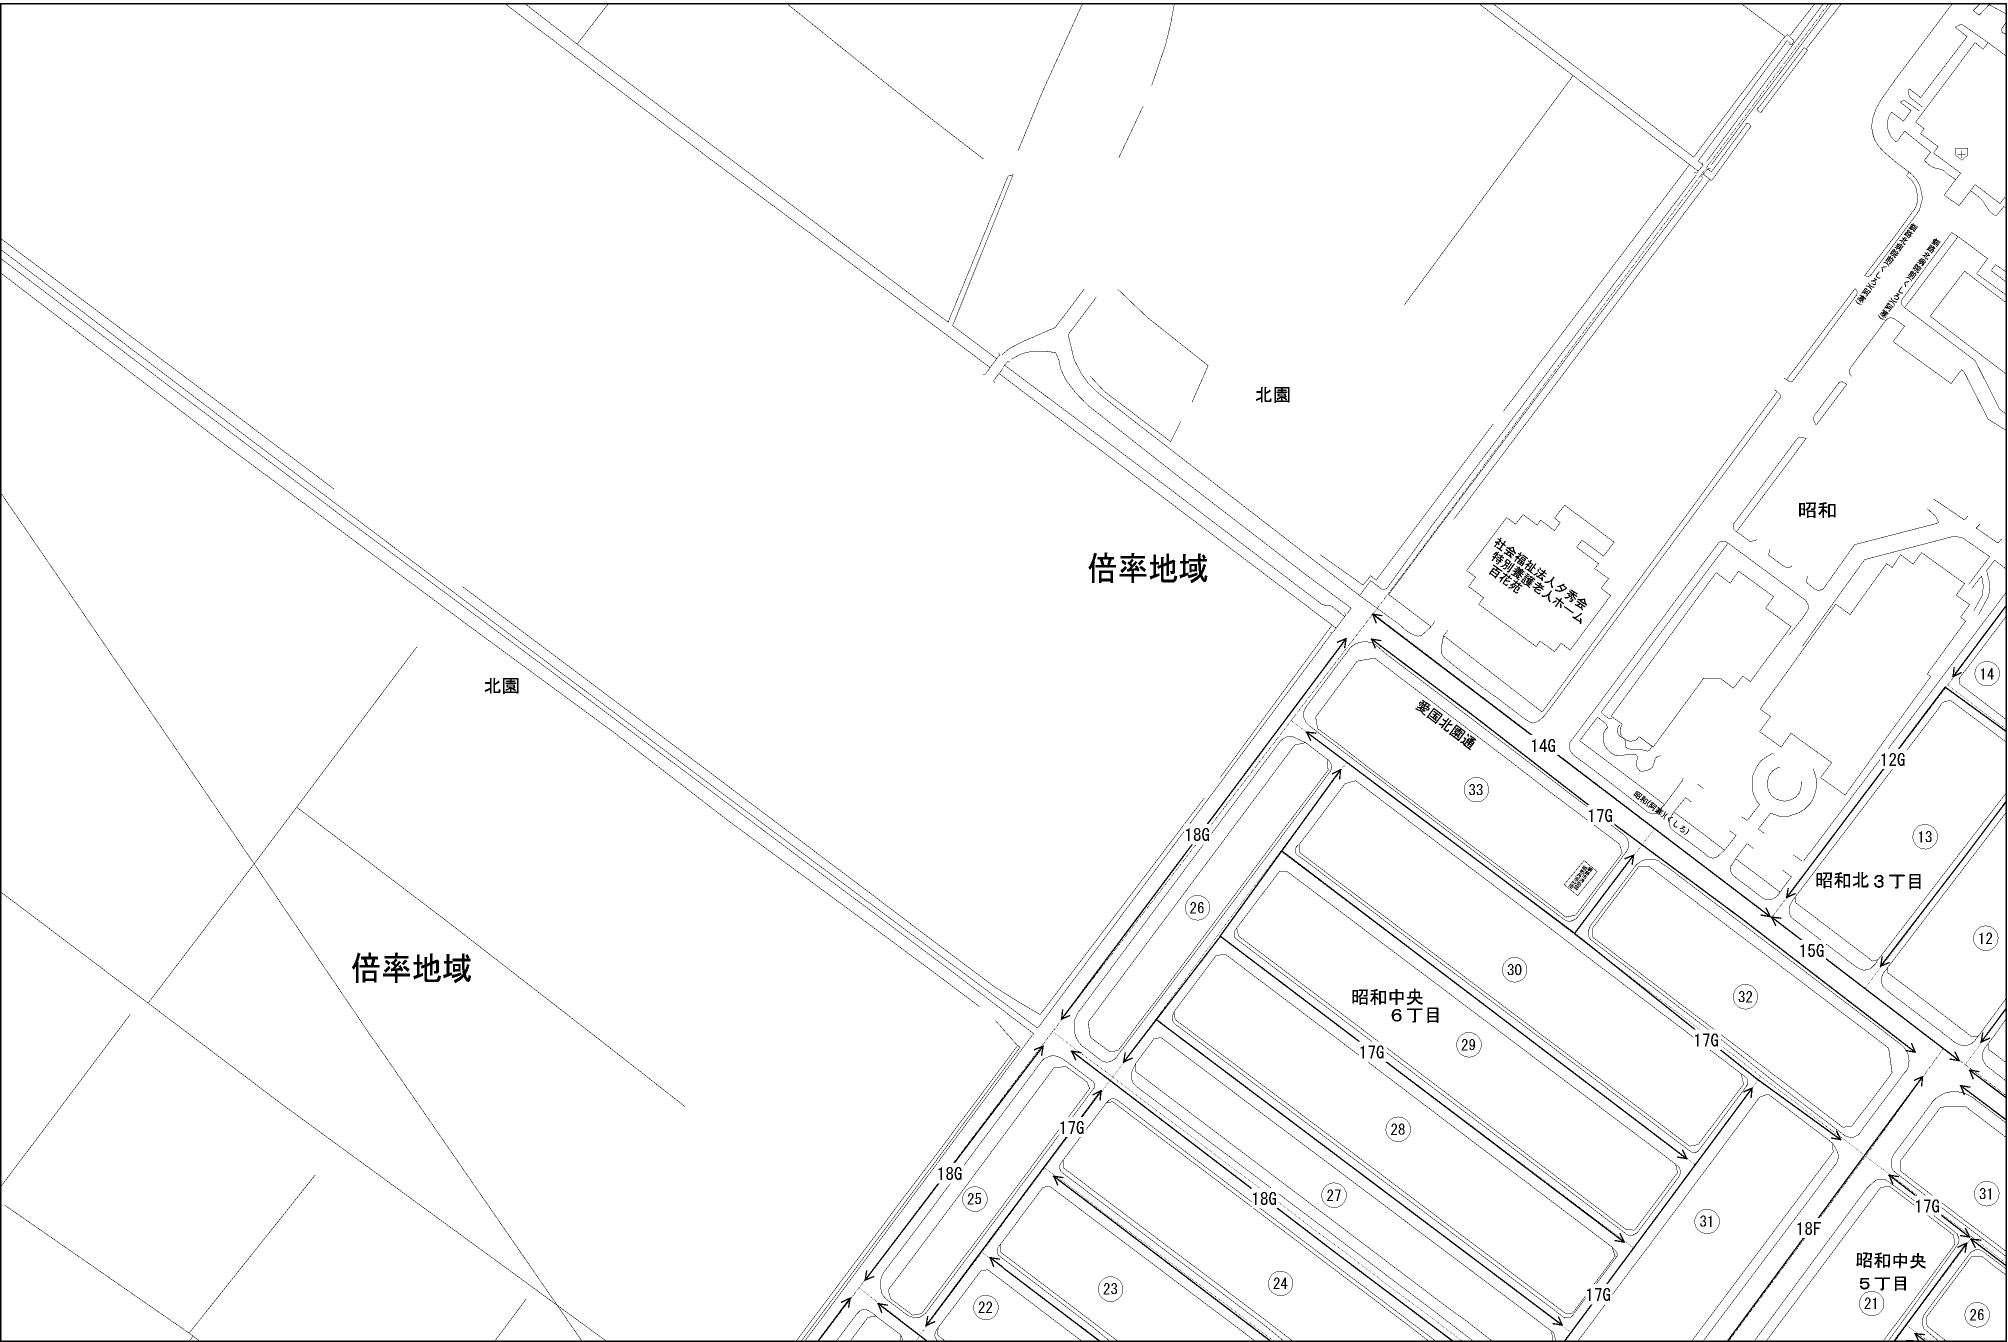 北園
昭和
倍率地域
社会福祉法人夕秀会
特別養護老人ホーム
百花苑
北園
14
愛国北園通
14G
12G
33
17G
18G
13
昭和北3丁目
26
12
15G
倍率地域
30
32
昭和中央
6丁目
29
17G
17G
28
17G
18G
25
27
18G
31
31
17G
18F
昭和中央
5丁目
24
23
22
17G
21
26